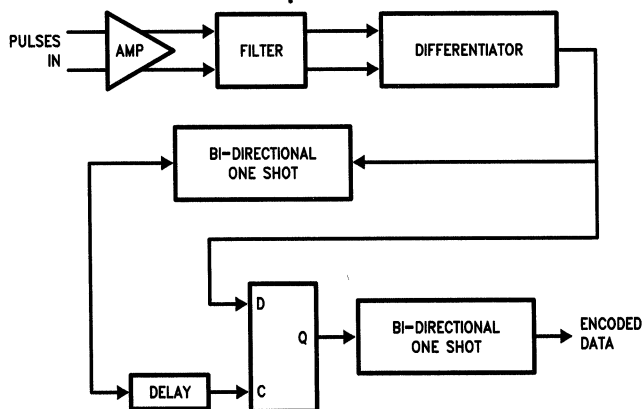 PULSES
IN
AMP
FILTER
DIFFERENTIATOR
BI-DIRECTIONAL
ONE SHOT
D
Q
C
BI-DIRECTIONAL
ONE SHOT
ENCODED
DATA
DELAY